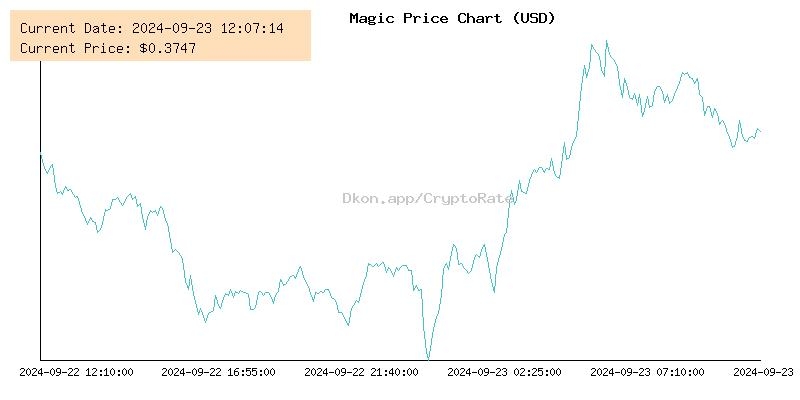 Magic Price Chart (USD)
Current Date: 2024-09-23 12:07:14
Current Price: $0.3747
Dkon.app/CryptoRate
2024-09-22 12:10:00 2024-09-22 16:55:00 2024-09-22 21:40:00 2024-09-23 02:25:00 2024-09-23 07:10:00 2024-09-23